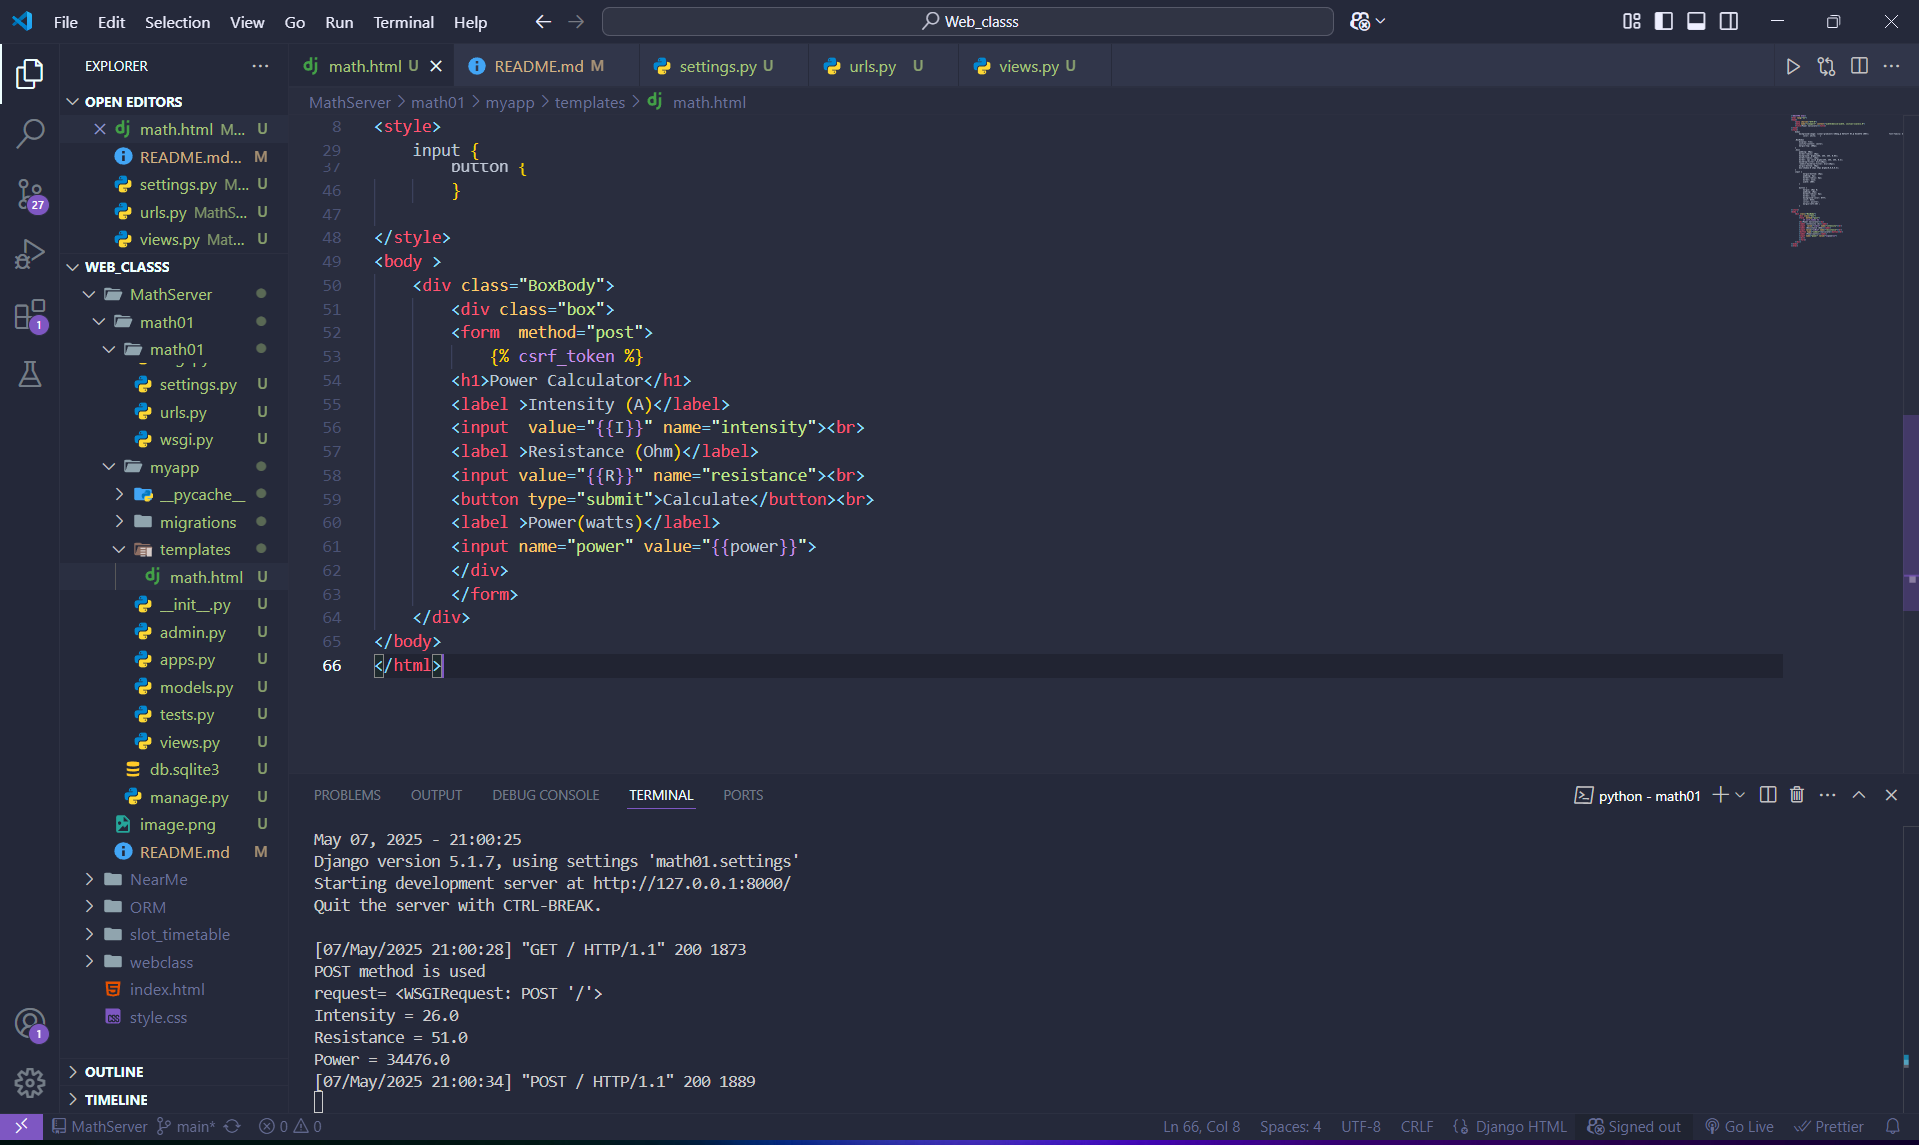 File Edit Selection View Go Run Terminal Help
Web_classs
EXPLORER
OPEN EDITORS
math.html M... U
README.md... M
settings.py M... U
urls.py MathS... U
views.py Mat... U
WEB_CLASSS
MathServer
math01
math01
settings.py U
urls.py U
wsgi.py U
myapp
__pycache__
migrations
templates
math.html U
__init__.py U
admin.py U
apps.py U
models.py U
tests.py U
views.py U
db.sqlite3 U
manage.py U
image.png U
README.md M
NearMe
ORM
slot_timetable
webclass
index.html
style.css
OUTLINE
TIMELINE
27
1
1
math.html U
README.md M
settings.py U
urls.py U
views.py U
MathServer > math01 > myapp > templates > math.html
8 <style>
29 input {
37 button {
46 }
47
48 </style>
49 <body >
50 <div class="BoxBody">
51 <div class="box">
52 <form  method="post">
53 {% csrf_token %}
54 <h1>Power Calculator</h1>
55 <label >Intensity (A)</label>
56 <input  value="{{I}}" name="intensity"><br>
57 <label >Resistance (Ohm)</label>
58 <input value="{{R}}" name="resistance"><br>
59 <button type="submit">Calculate</button><br>
60 <label >Power(watts)</label>
61 <input name="power" value="{{power}}">
62 </div>
63 </form>
64 </div>
65 </body>
66 </html>
PROBLEMS OUTPUT DEBUG CONSOLE TERMINAL PORTS
python - math01
May 07, 2025 - 21:00:25
Django version 5.1.7, using settings 'math01.settings'
Starting development server at http://127.0.0.1:8000/
Quit the server with CTRL-BREAK.
[07/May/2025 21:00:28] "GET / HTTP/1.1" 200 1873
POST method is used
request= <WSGIRequest: POST '/'>
Intensity = 26.0
Resistance = 51.0
Power = 34476.0
[07/May/2025 21:00:34] "POST / HTTP/1.1" 200 1889
MathServer main* 0 0
Ln 66, Col 8 Spaces: 4 UTF-8 CRLF Django HTML Signed out Go Live Prettier